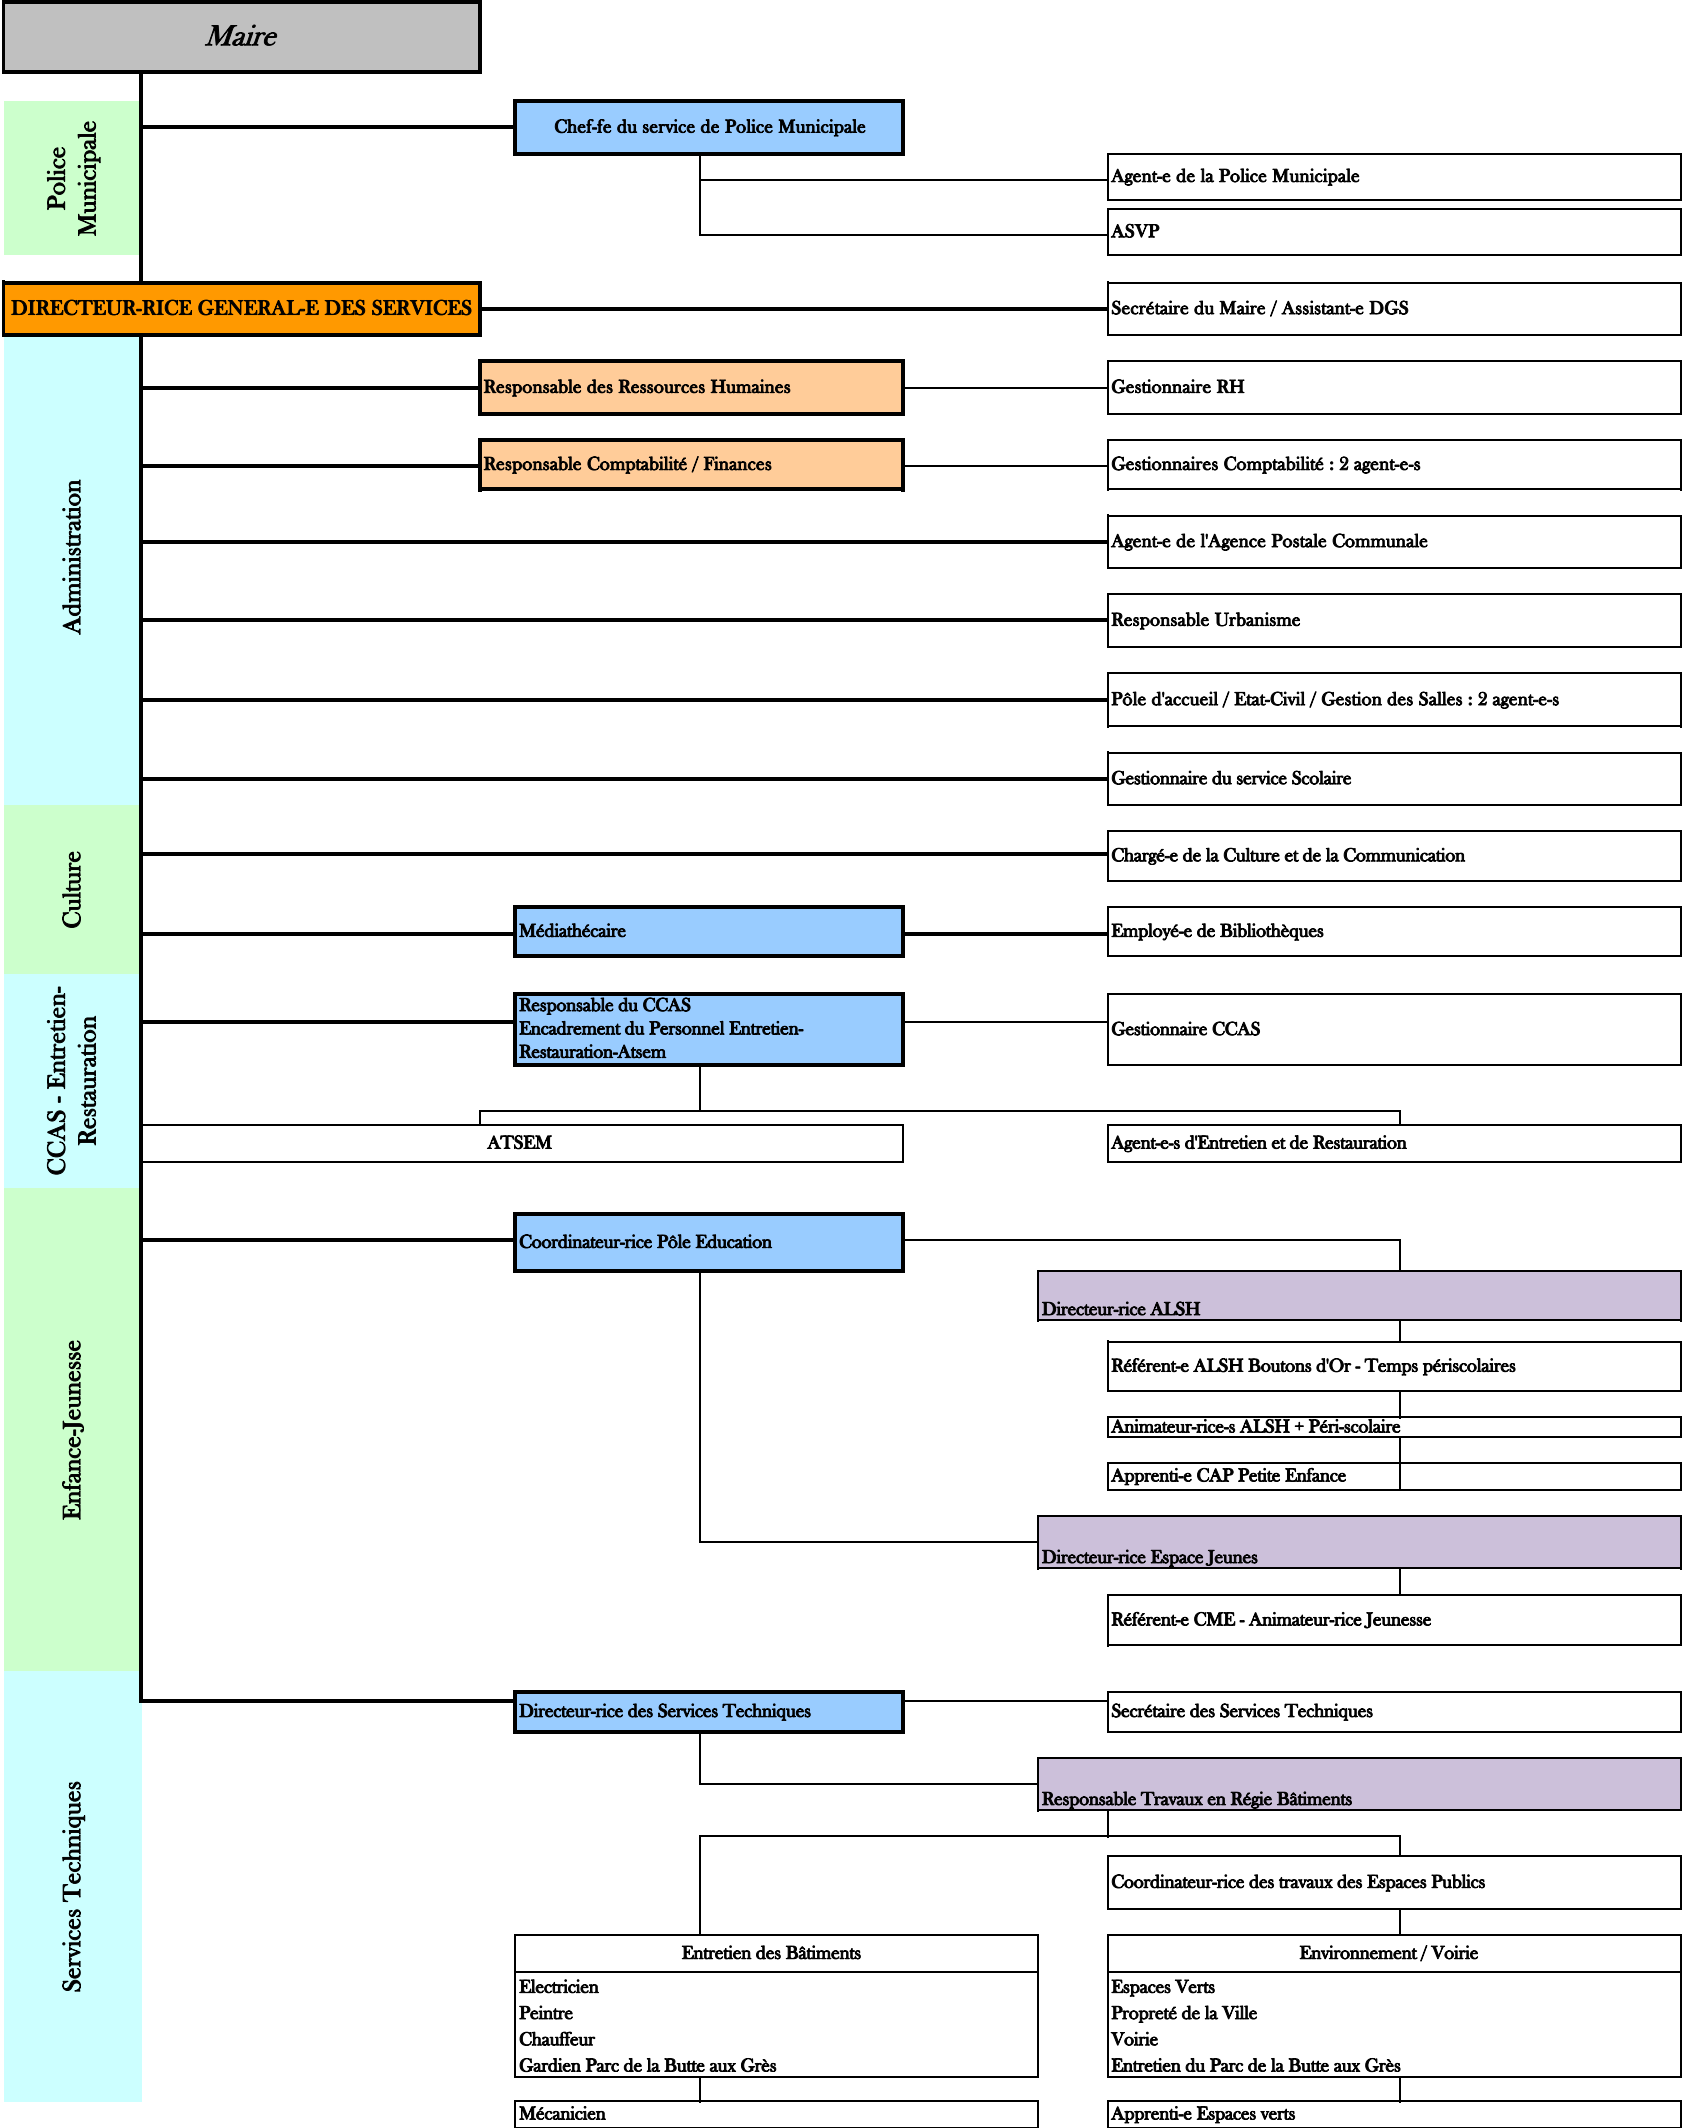 Maire
Police
Municipale
Chef-fe du service de Police Municipale
Agent-e de la Police Municipale
ASVP
DIRECTEUR-RICE GENERAL-E DES SERVICES
Secrétaire du Maire / Assistant-e DGS
Administration
Responsable des Ressources Humaines
Gestionnaire RH
Responsable Comptabilité / Finances
Gestionnaires Comptabilité : 2 agent-e-s
Agent-e de l'Agence Postale Communale
Responsable Urbanisme
Pôle d'accueil / Etat-Civil / Gestion des Salles : 2 agent-e-s
Gestionnaire du service Scolaire
Culture
Chargé-e de la Culture et de la Communication
Médiathécaire
Employé-e de Bibliothèques
CCAS - Entretien-
Restauration
Responsable du CCAS
Encadrement du Personnel Entretien-
Restauration-Atsem
Gestionnaire CCAS
ATSEM
Agent-e-s d'Entretien et de Restauration
Enfance-Jeunesse
Coordinateur-rice Pôle Education
Directeur-rice ALSH
Référent-e ALSH Boutons d'Or - Temps périscolaires
Animateur-rice-s ALSH + Péri-scolaire
Apprenti-e CAP Petite Enfance
Directeur-rice Espace Jeunes
Référent-e CME - Animateur-rice Jeunesse
Services Techniques
Directeur-rice des Services Techniques
Secrétaire des Services Techniques
Responsable Travaux en Régie Bâtiments
Coordinateur-rice des travaux des Espaces Publics
Entretien des Bâtiments
Electricien
Peintre
Chauffeur
Gardien Parc de la Butte aux Grès
Mécanicien
Environnement / Voirie
Espaces Verts
Propreté de la Ville
Voirie
Entretien du Parc de la Butte aux Grès
Apprenti-e Espaces verts